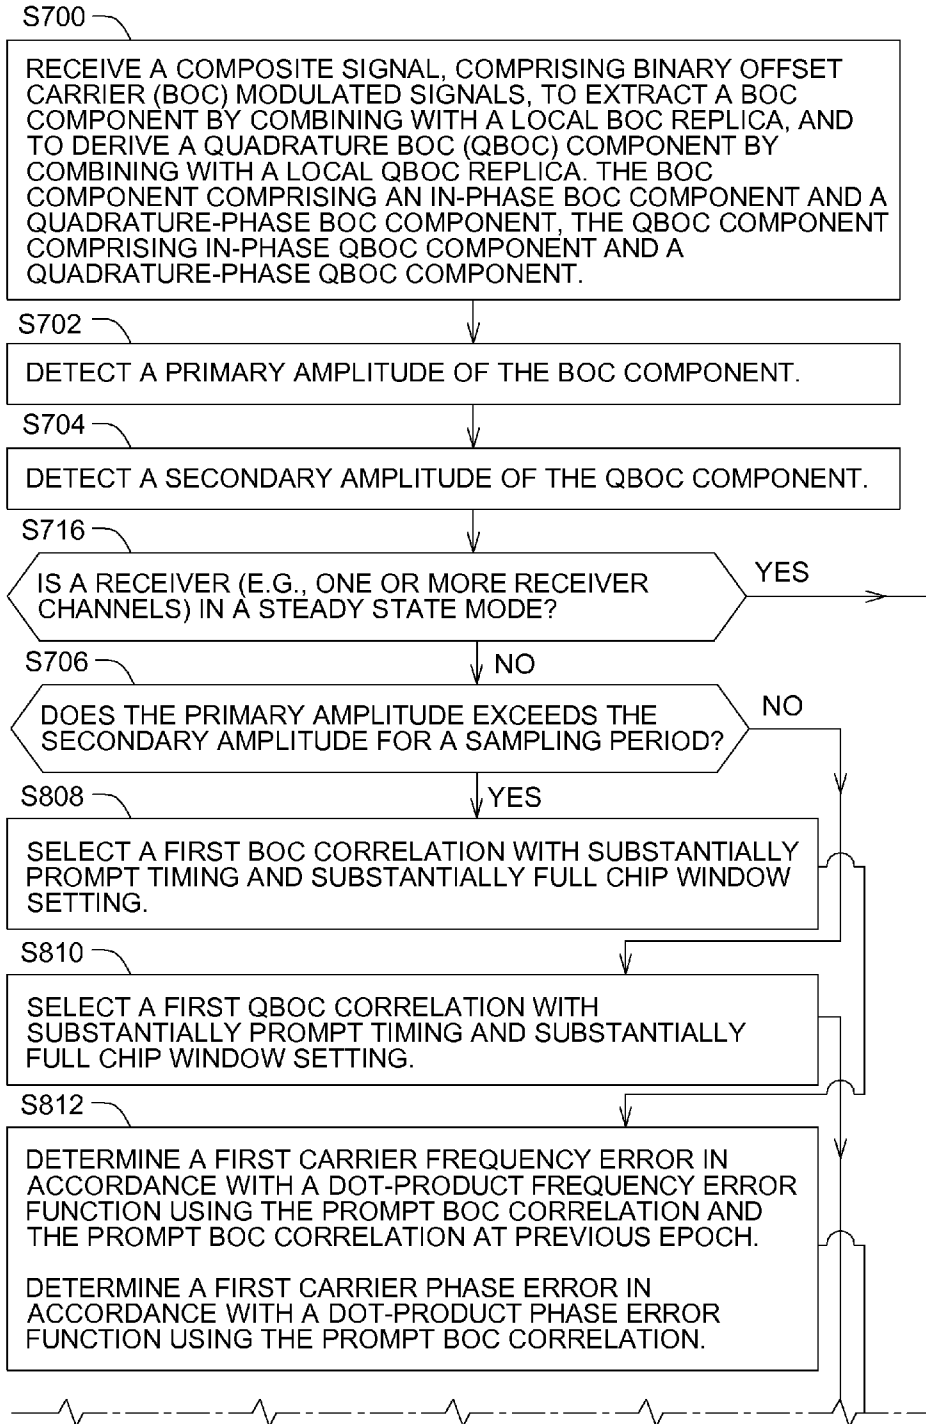 S700
RECEIVE A COMPOSITE SIGNAL, COMPRISING BINARY OFFSET
CARRIER (BOC) MODULATED SIGNALS, TO EXTRACT A BOC
COMPONENT BY COMBINING WITH A LOCAL BOC REPLICA, AND
TO DERIVE A QUADRATURE BOC (QBOC) COMPONENT BY
COMBINING WITH A LOCAL QBOC REPLICA. THE BOC
COMPONENT COMPRISING AN IN-PHASE BOC COMPONENT AND A
QUADRATURE-PHASE BOC COMPONENT, THE QBOC COMPONENT
COMPRISING IN-PHASE QBOC COMPONENT AND A
QUADRATURE-PHASE QBOC COMPONENT.
S702
DETECT A PRIMARY AMPLITUDE OF THE BOC COMPONENT.
S704
DETECT A SECONDARY AMPLITUDE OF THE QBOC COMPONENT.
S716
IS A RECEIVER (E.G., ONE OR MORE RECEIVER
CHANNELS) IN A STEADY STATE MODE?
YES
NO
S706
DOES THE PRIMARY AMPLITUDE EXCEEDS THE
SECONDARY AMPLITUDE FOR A SAMPLING PERIOD?
NO
YES
S808
SELECT A FIRST BOC CORRELATION WITH SUBSTANTIALLY
PROMPT TIMING AND SUBSTANTIALLY FULL CHIP WINDOW
SETTING.
S810
SELECT A FIRST QBOC CORRELATION WITH
SUBSTANTIALLY PROMPT TIMING AND SUBSTANTIALLY
FULL CHIP WINDOW SETTING.
S812
DETERMINE A FIRST CARRIER FREQUENCY ERROR IN
ACCORDANCE WITH A DOT-PRODUCT FREQUENCY ERROR
FUNCTION USING THE PROMPT BOC CORRELATION AND
THE PROMPT BOC CORRELATION AT PREVIOUS EPOCH.
DETERMINE A FIRST CARRIER PHASE ERROR IN
ACCORDANCE WITH A DOT-PRODUCT PHASE ERROR
FUNCTION USING THE PROMPT BOC CORRELATION.